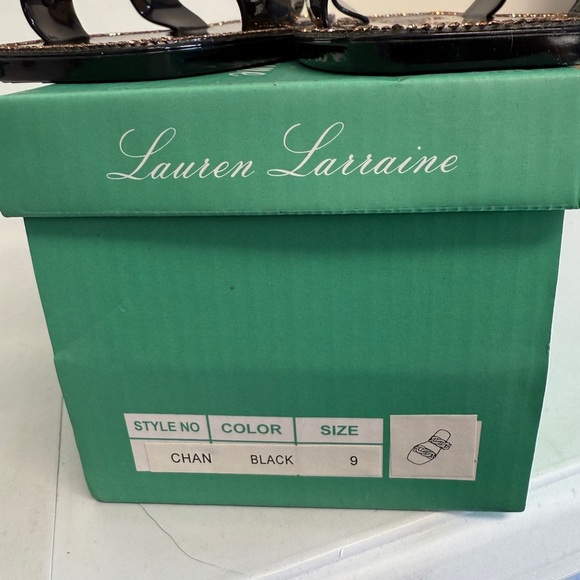 Lauren Larraine
STYLE NO COLOR SIZE
CHAN BLACK 9